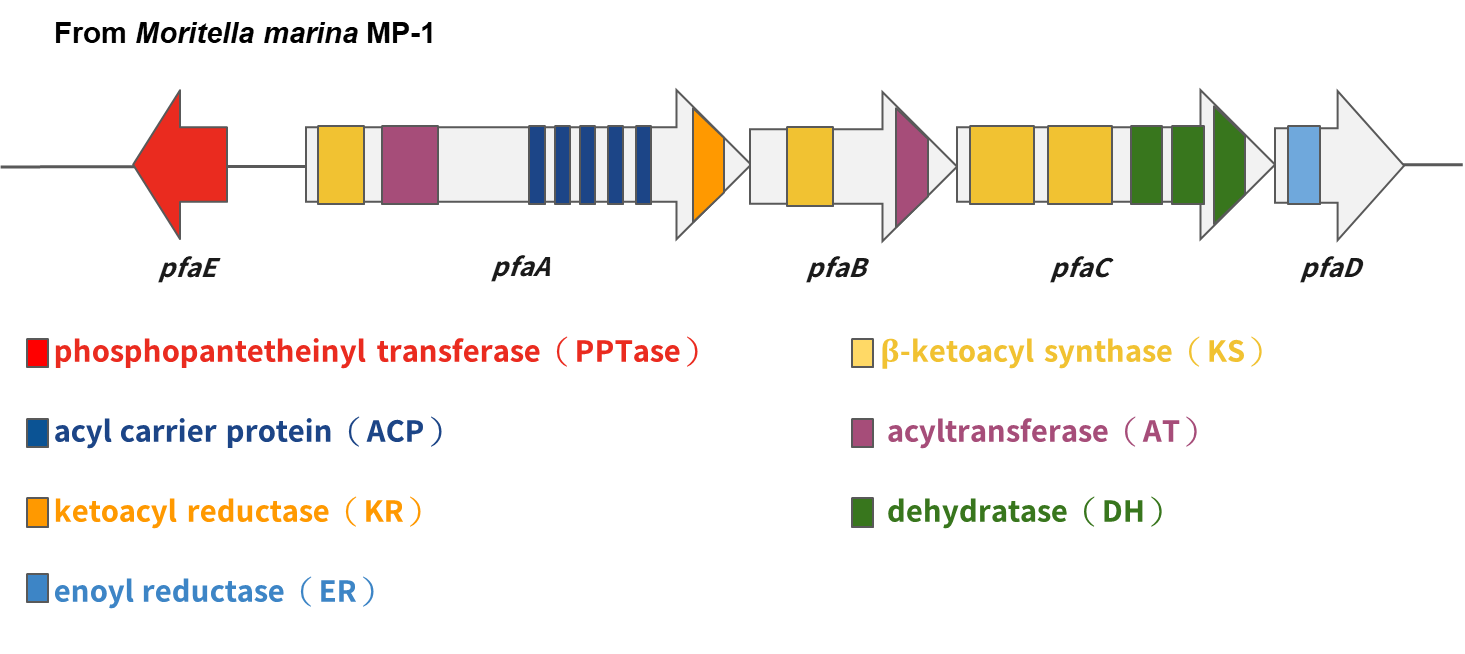 From Moritella marina MP-1
pfaE pfaA pfaB pfaC pfaD
phosphopantetheinyl transferase（PPTase） β-ketoacyl synthase（KS）
acyl carrier protein（ACP） acyltransferase（AT）
ketoacyl reductase（KR） dehydratase（DH）
enoyl reductase（ER）